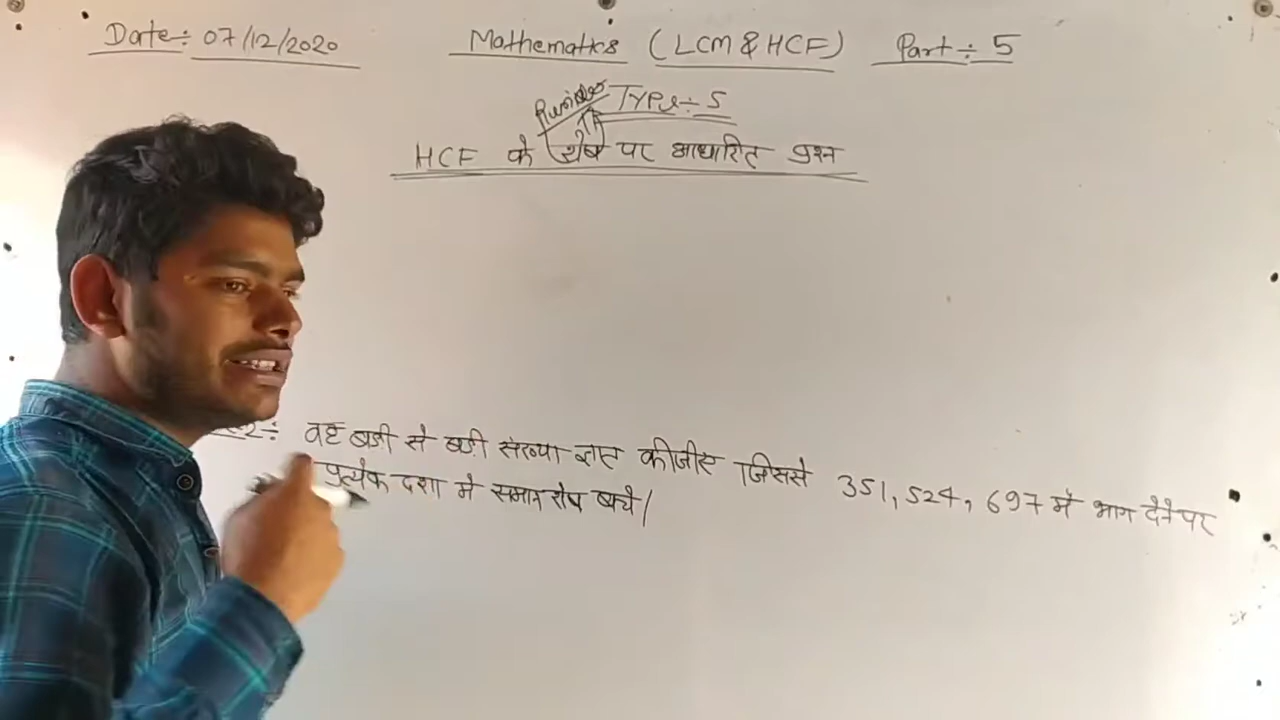 Date÷ 07/12/2020 Mathematics (LCM & HCF) Part÷ 5
TYPE÷ 5
HCF के शेष पर आधारित प्रश्न
2÷ वह बड़ी से बड़ी संख्या ज्ञात कीजीए जिससे 351, 524, 697 में भाग देने पर
प्रत्येक दशा में समान शेष बचे।